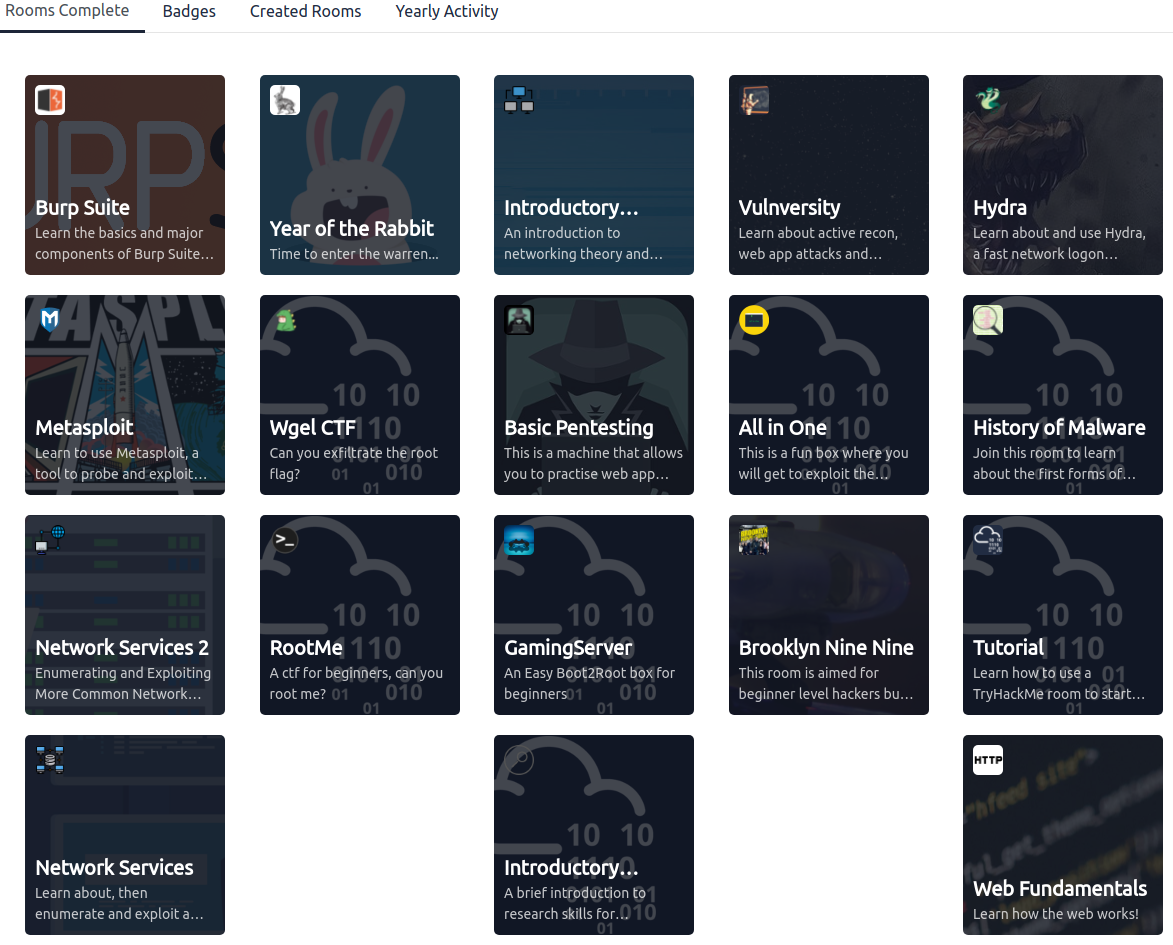 Rooms Complete Badges Created Rooms Yearly Activity
Burp Suite
Learn the basics and major
components of Burp Suite...
Year of the Rabbit
Time to enter the warren...
Introductory...
An introduction to
networking theory and...
Vulnversity
Learn about active recon,
web app attacks and...
Hydra
Learn about and use Hydra,
a fast network logon...
Metasploit
Learn to use Metasploit, a
tool to probe and exploit...
Wgel CTF
Can you exfiltrate the root
flag?
Basic Pentesting
This is a machine that allows
you to practise web app...
All in One
This is a fun box where you
will get to exploit the...
History of Malware
Join this room to learn
about the first forms of...
Network Services 2
Enumerating and Exploiting
More Common Network...
RootMe
A ctf for beginners, can you
root me?
GamingServer
An Easy Boot2Root box for
beginners
Brooklyn Nine Nine
This room is aimed for
beginner level hackers bu...
Tutorial
Learn how to use a
TryHackMe room to start...
Network Services
Learn about, then
enumerate and exploit a...
Introductory...
A brief introduction to
research skills for...
HTTP
Web Fundamentals
Learn how the web works!